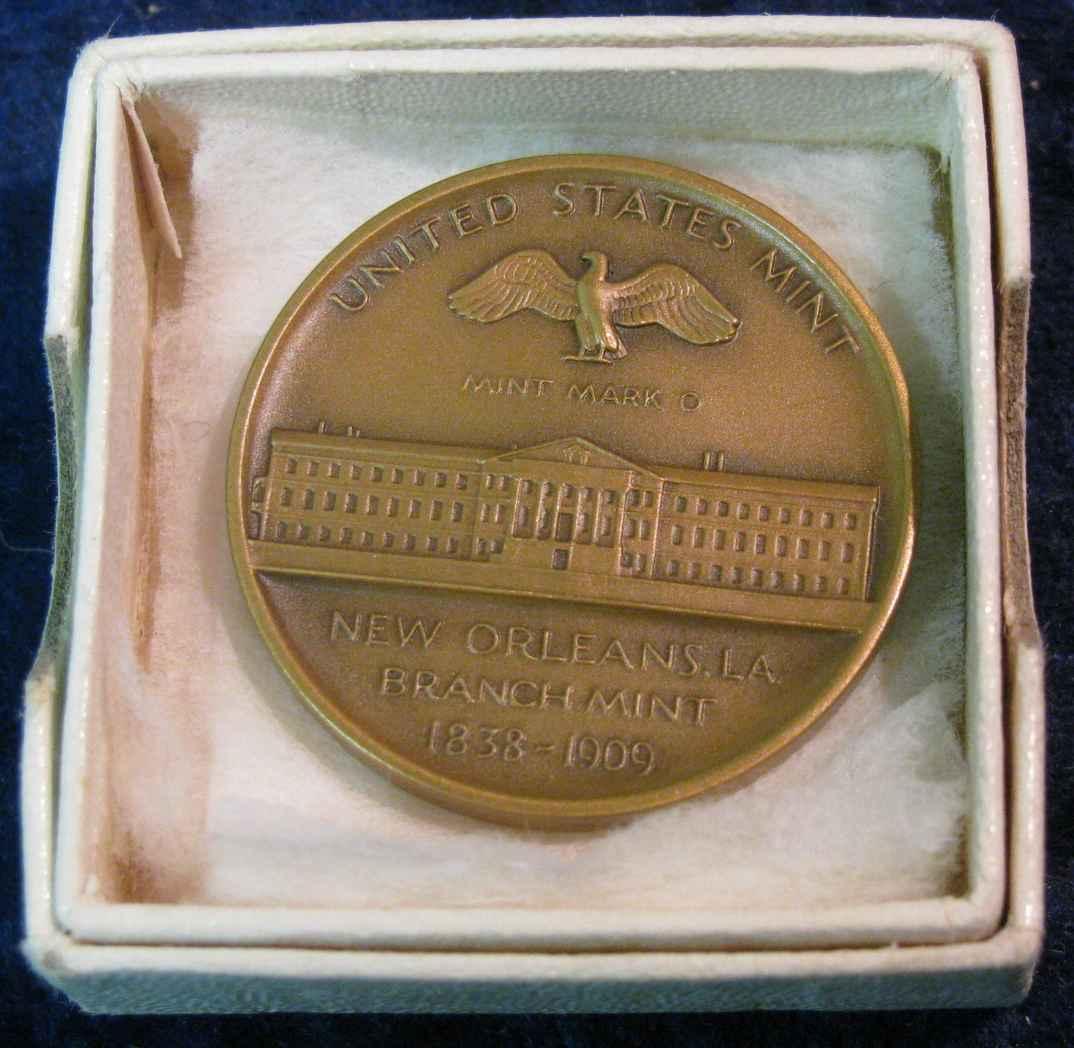 UNITED STATES MINT
MINT MARK O
NEW ORLEANS, LA.
BRANCH MINT
1838-1909